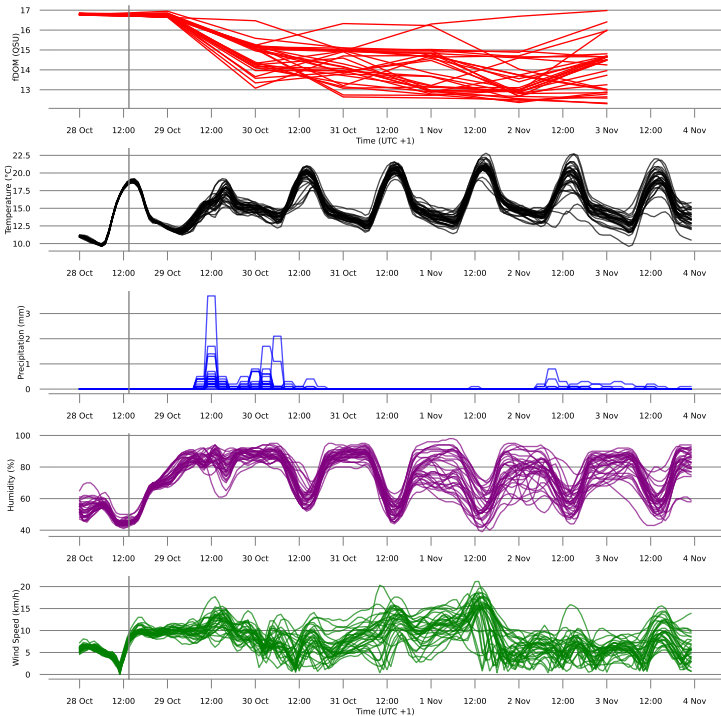 17
16
15
14
13
fDOM (QSU)
28 Oct 12:00 29 Oct 12:00 30 Oct 12:00 31 Oct 12:00 1 Nov 12:00 2 Nov 12:00 3 Nov 12:00 4 Nov
Time (UTC +1)
22.5
20.0
17.5
15.0
12.5
10.0
Temperature (°C)
28 Oct 12:00 29 Oct 12:00 30 Oct 12:00 31 Oct 12:00 1 Nov 12:00 2 Nov 12:00 3 Nov 12:00 4 Nov
3
2
1
0
Precipitation (mm)
28 Oct 12:00 29 Oct 12:00 30 Oct 12:00 31 Oct 12:00 1 Nov 12:00 2 Nov 12:00 3 Nov 12:00 4 Nov
100
80
60
40
Humidity (%)
28 Oct 12:00 29 Oct 12:00 30 Oct 12:00 31 Oct 12:00 1 Nov 12:00 2 Nov 12:00 3 Nov 12:00 4 Nov
20
15
10
5
0
Wind Speed (km/h)
28 Oct 12:00 29 Oct 12:00 30 Oct 12:00 31 Oct 12:00 1 Nov 12:00 2 Nov 12:00 3 Nov 12:00 4 Nov
Time (UTC +1)